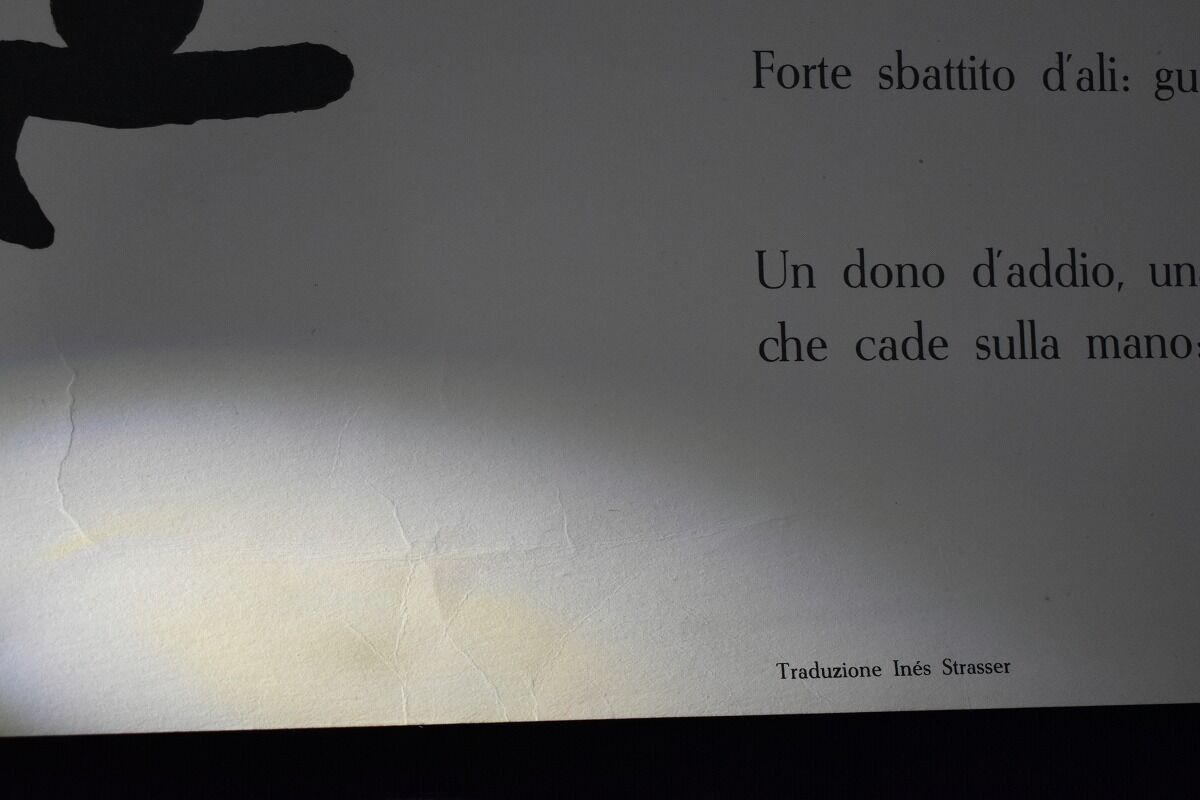 Forte sbattito d'ali:
Un dono d'addio,
che cade sulla mano:
Traduzione Inés Strasser